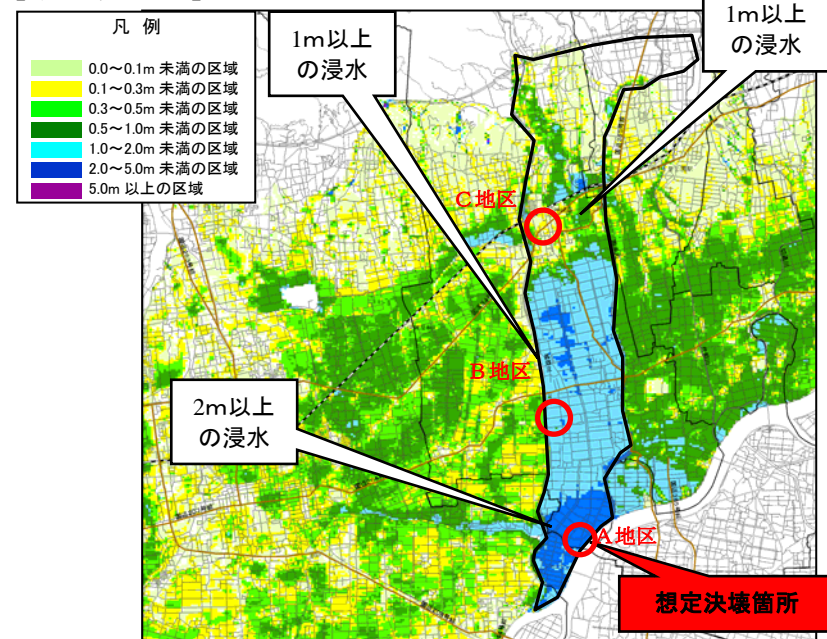 凡 例
0.0～0.1m 未満の区域
0.1～0.3m 未満の区域
0.3～0.5m 未満の区域
0.5～1.0m 未満の区域
1.0～2.0m 未満の区域
2.0～5.0m 未満の区域
5.0m 以上の区域
1m以上
の浸水
1m以上
の浸水
C地区
B地区
2m以上
の浸水
A地区
想定決壊箇所